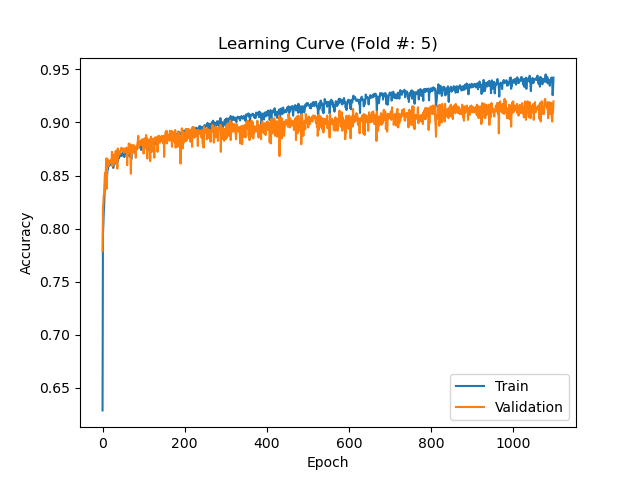 Learning Curve (Fold #: 5)
0.95
0.90
0.85
0.80
0.75
0.70
0.65
Accuracy
0 200 400 600 800 1000
Epoch
Train
Validation